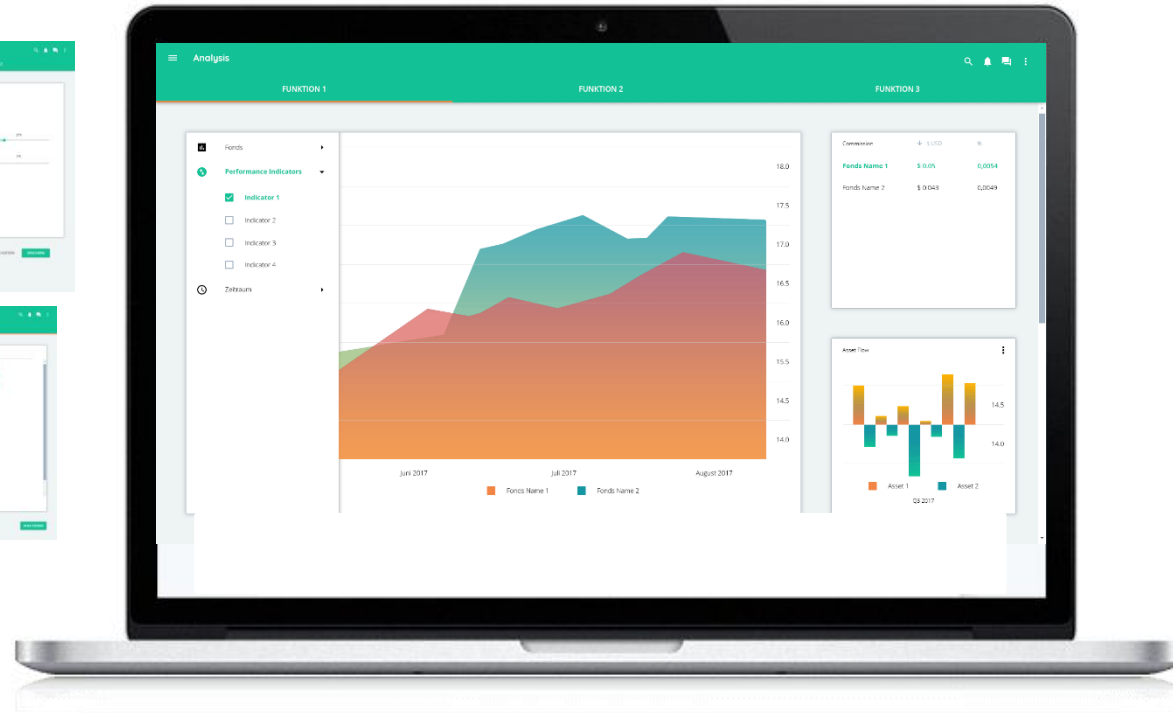 Analysis
FUNKTION 1 FUNKTION 2 FUNKTION 3
Fonds
Performance Indicators
Indicator 1
Indicator 2
Indicator 3
Indicator 4
Zeitraum
18.0
17.5
17.0
16.5
16.0
15.5
14.5
14.0
Juni 2017 Juli 2017 August 2017
Fonds Name 1 Fonds Name 2
Commission $ USD %
Fonds Name 1 $ 0.05 0,0054
Fonds Name 2 $ 0.043 0,0049
Asset Flow
14.5
14.0
Asset 1 Asset 2
Q3 2017